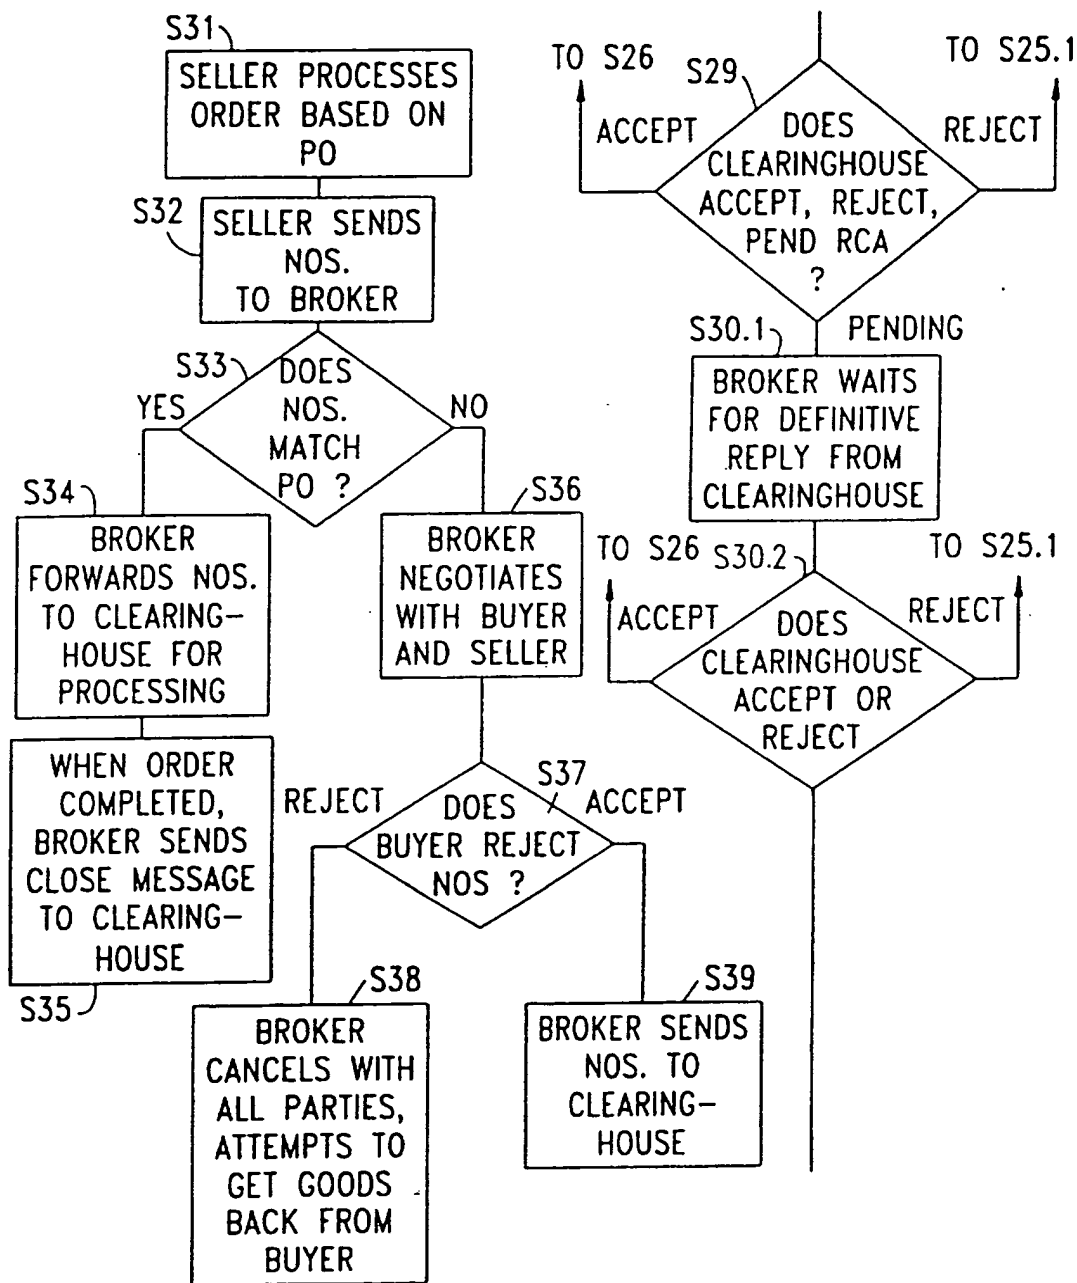 S31
SELLER PROCESSES
ORDER BASED ON
PO
S32
SELLER SENDS
NOS.
TO BROKER
S33
DOES
NOS.
MATCH
PO ?
YES
NO
S34
BROKER
FORWARDS NOS.
TO CLEARING-
HOUSE FOR
PROCESSING
WHEN ORDER
COMPLETED,
BROKER SENDS
CLOSE MESSAGE
TO CLEARING-
HOUSE
S35
S36
BROKER
NEGOTIATES
WITH BUYER
AND SELLER
S37
REJECT
ACCEPT
DOES
BUYER REJECT
NOS ?
S38
BROKER
CANCELS WITH
ALL PARTIES,
ATTEMPTS TO
GET GOODS
BACK FROM
BUYER
S39
BROKER SENDS
NOS. TO
CLEARING-
HOUSE
TO S26
S29
TO S25.1
ACCEPT
REJECT
DOES
CLEARINGHOUSE
ACCEPT, REJECT,
PEND RCA
?
S30.1
PENDING
BROKER WAITS
FOR DEFINITIVE
REPLY FROM
CLEARINGHOUSE
TO S26
S30.2
TO S25.1
ACCEPT
REJECT
DOES
CLEARINGHOUSE
ACCEPT OR
REJECT